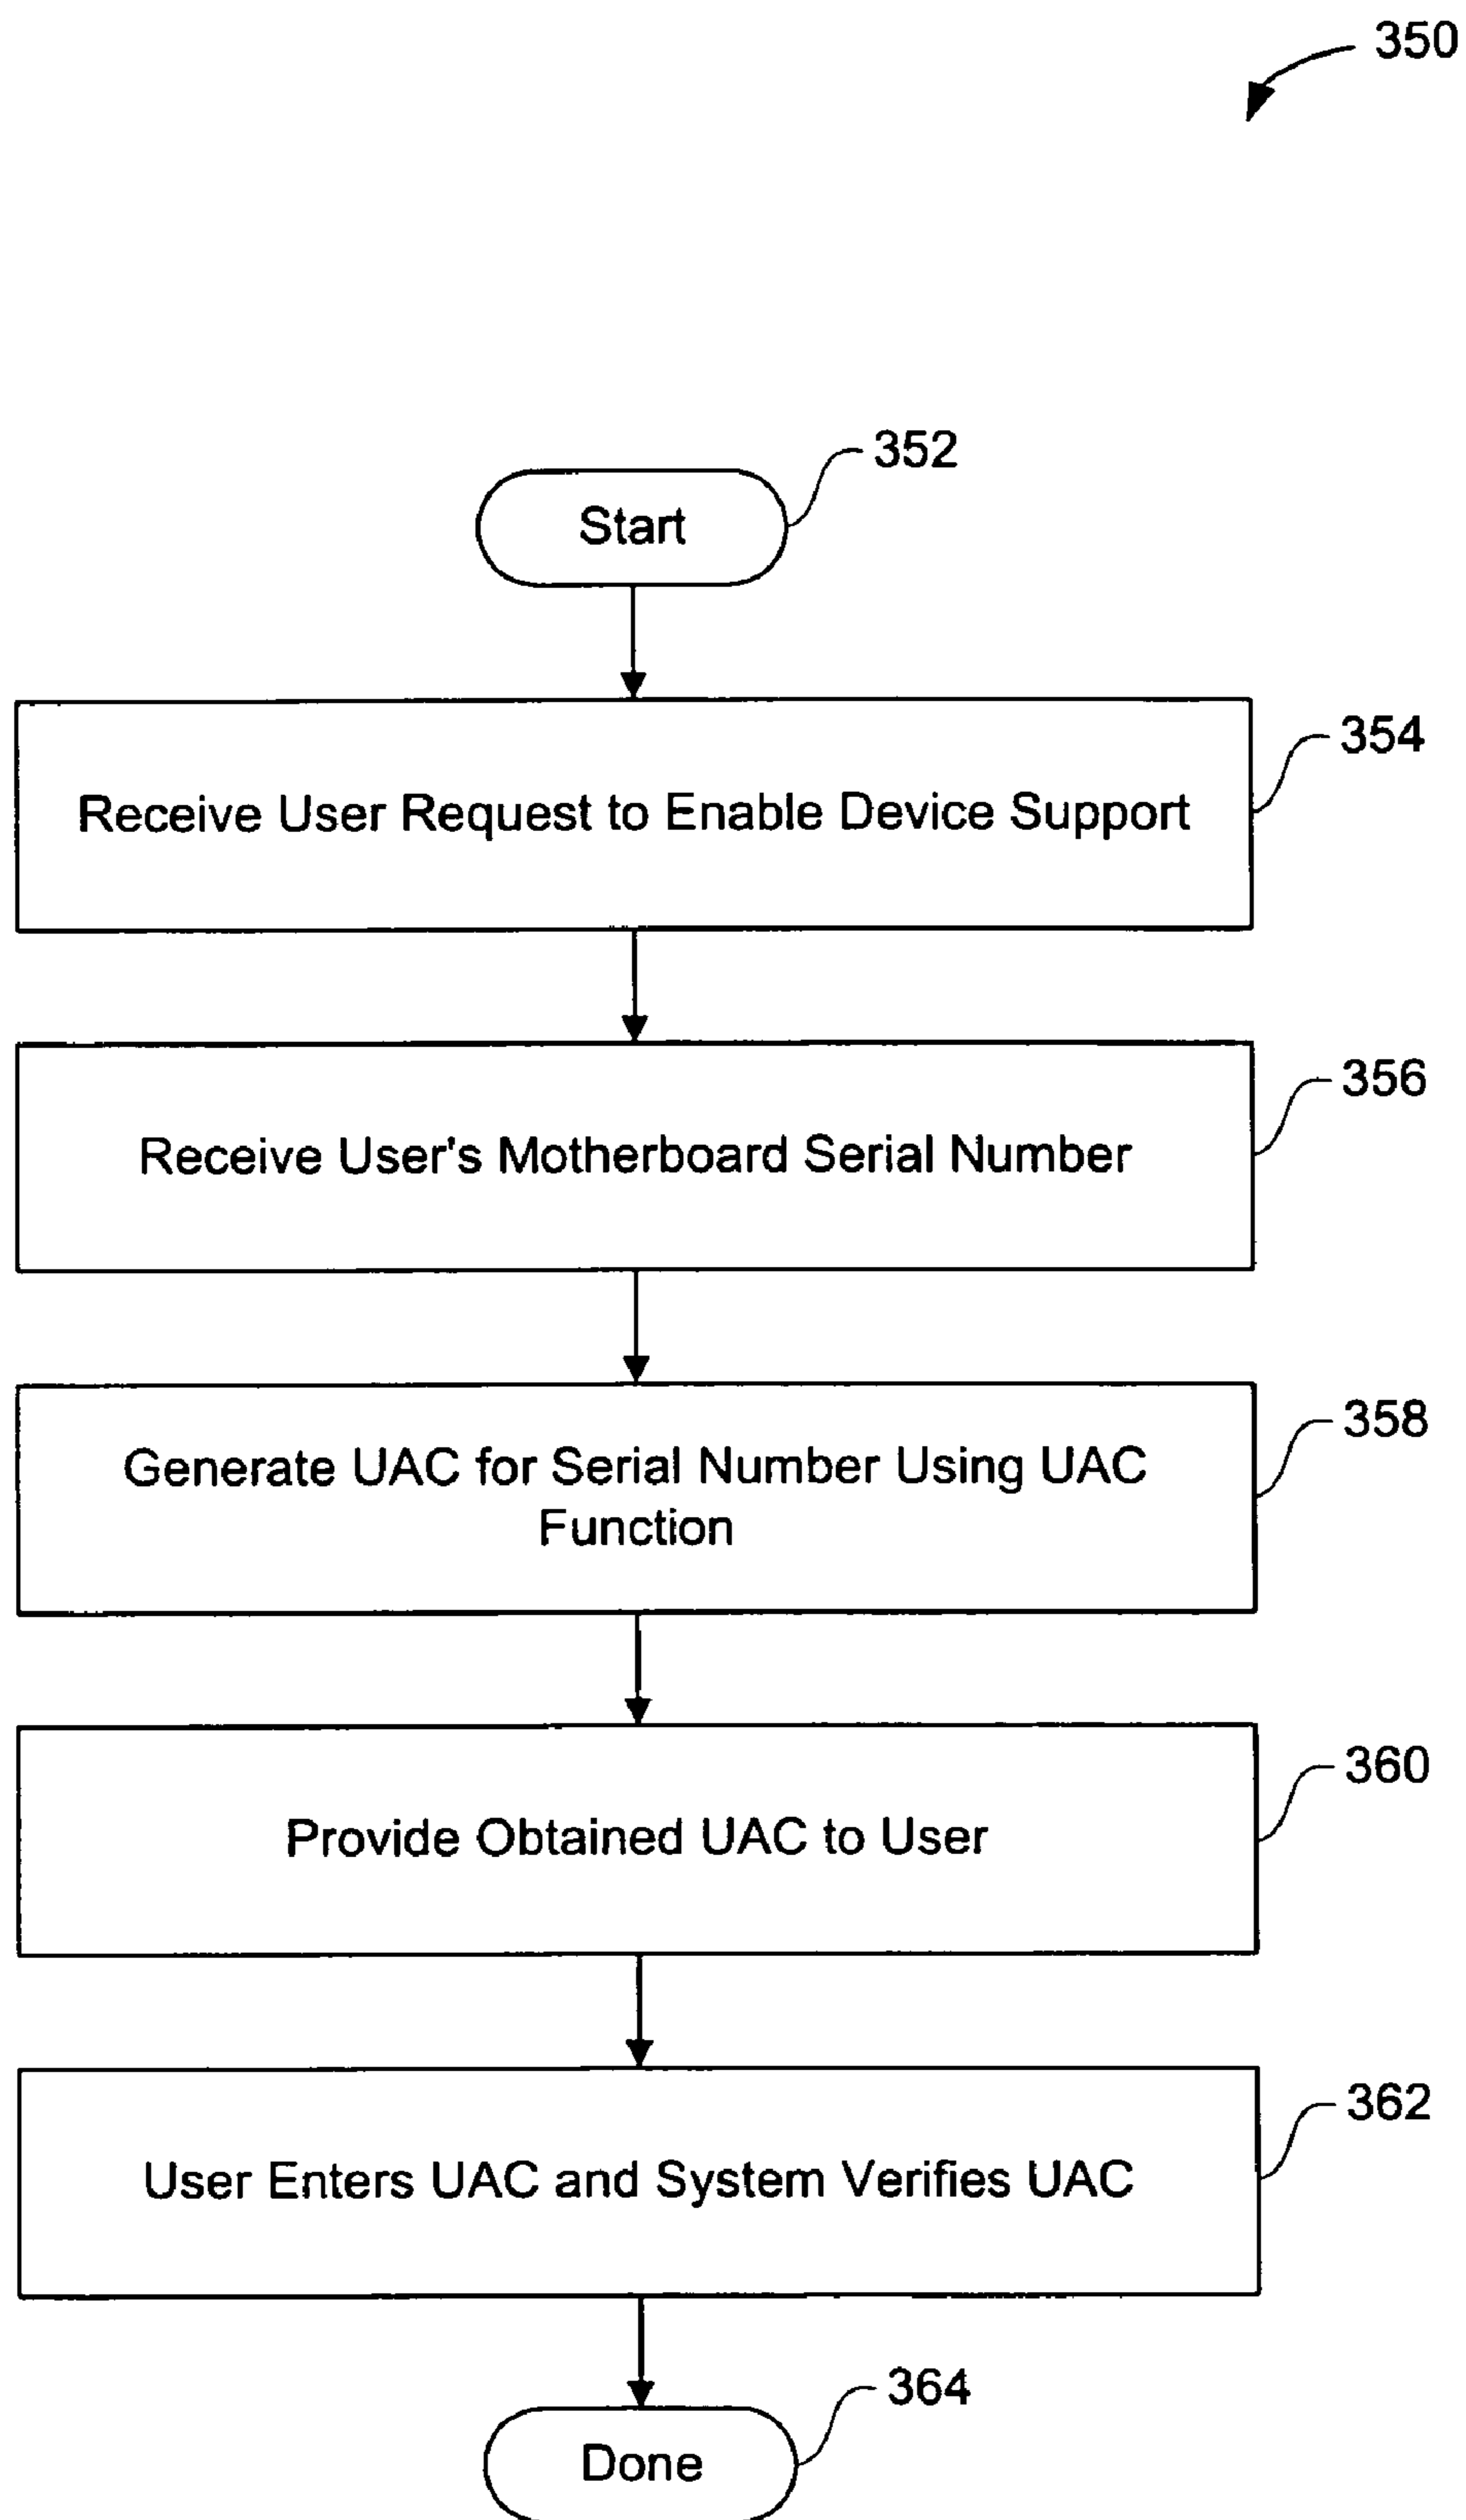 350
352
Start
354
Receive User Request to Enable Device Support
356
Receive User's Motherboard Serial Number
358
Generate UAC for Serial Number Using UAC
Function
360
Provide Obtained UAC to User
362
User Enters UAC and System Verifies UAC
364
Done